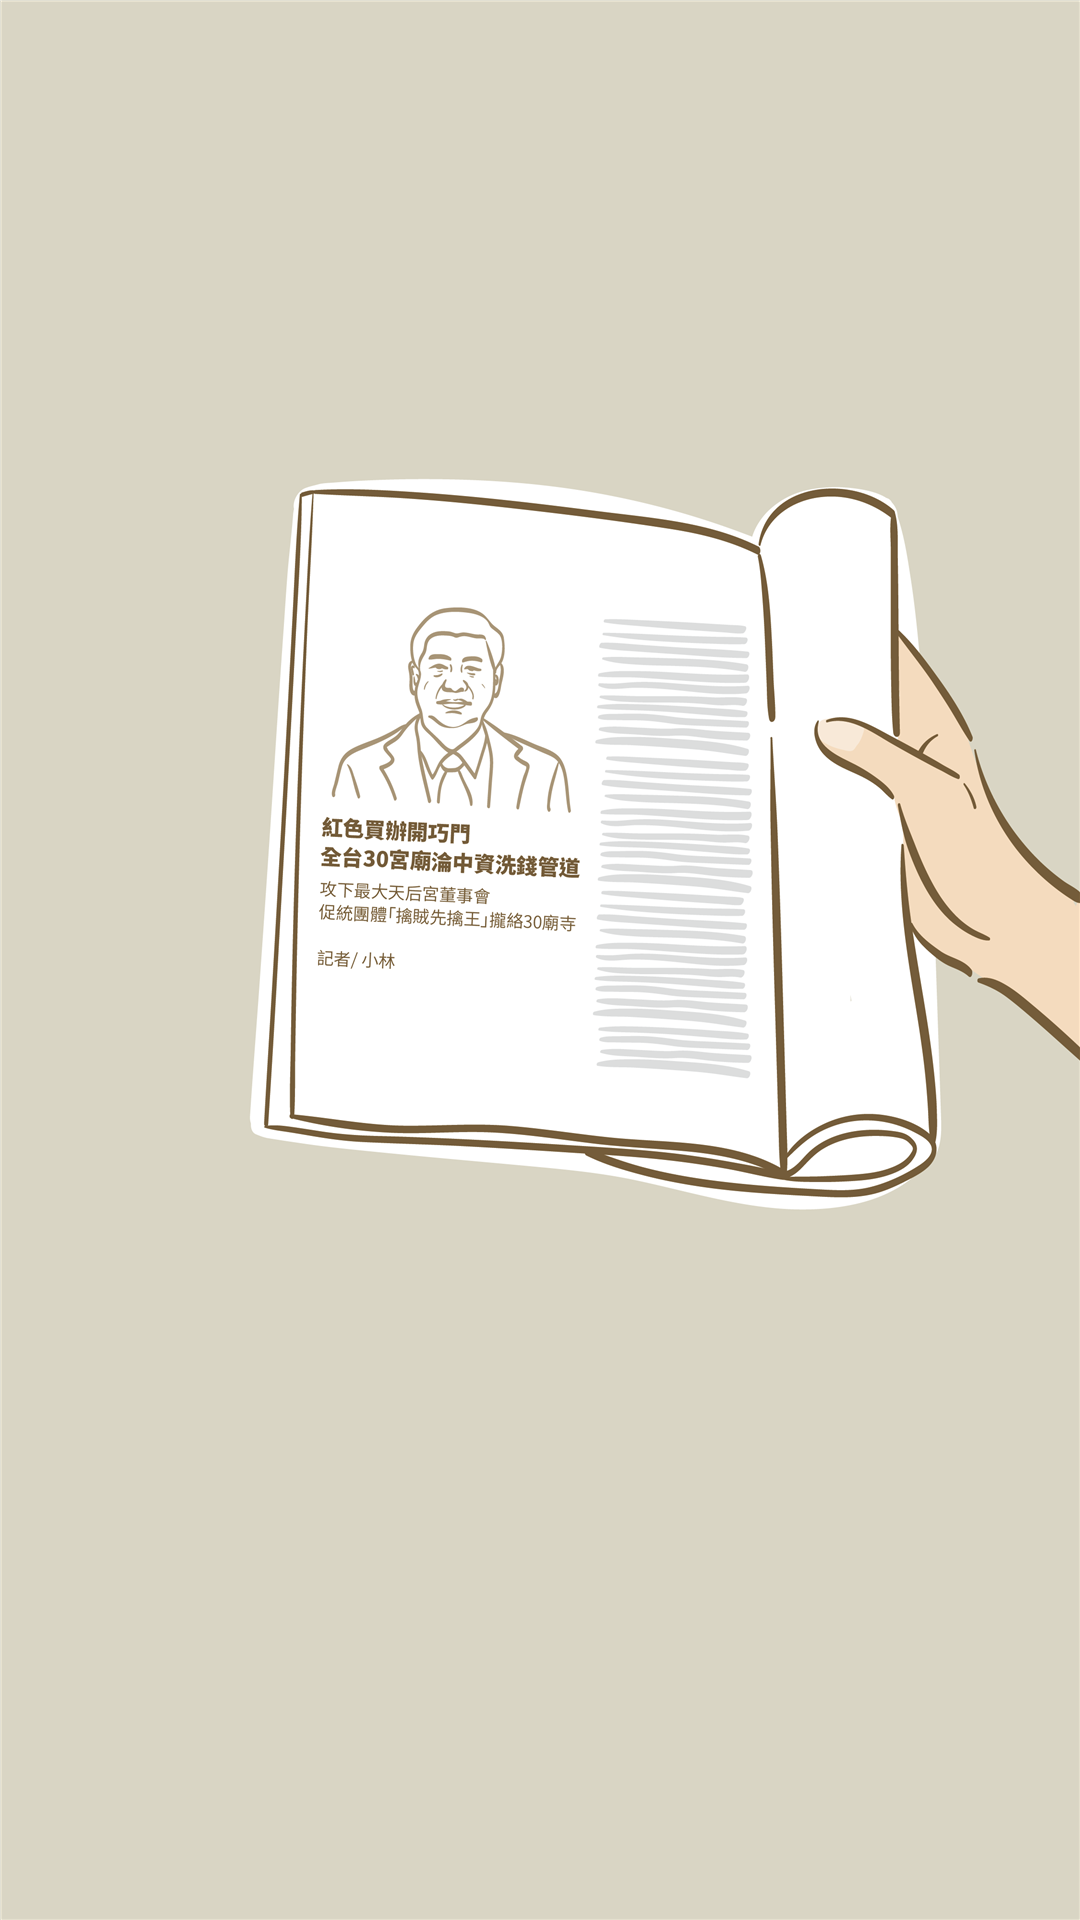 紅色買辦開巧門
全台30宮廟淪中資洗錢管道
攻下最大天后宮董事會
促統團體「擒賊先擒王」攏絡30廟寺
記者/ 小林